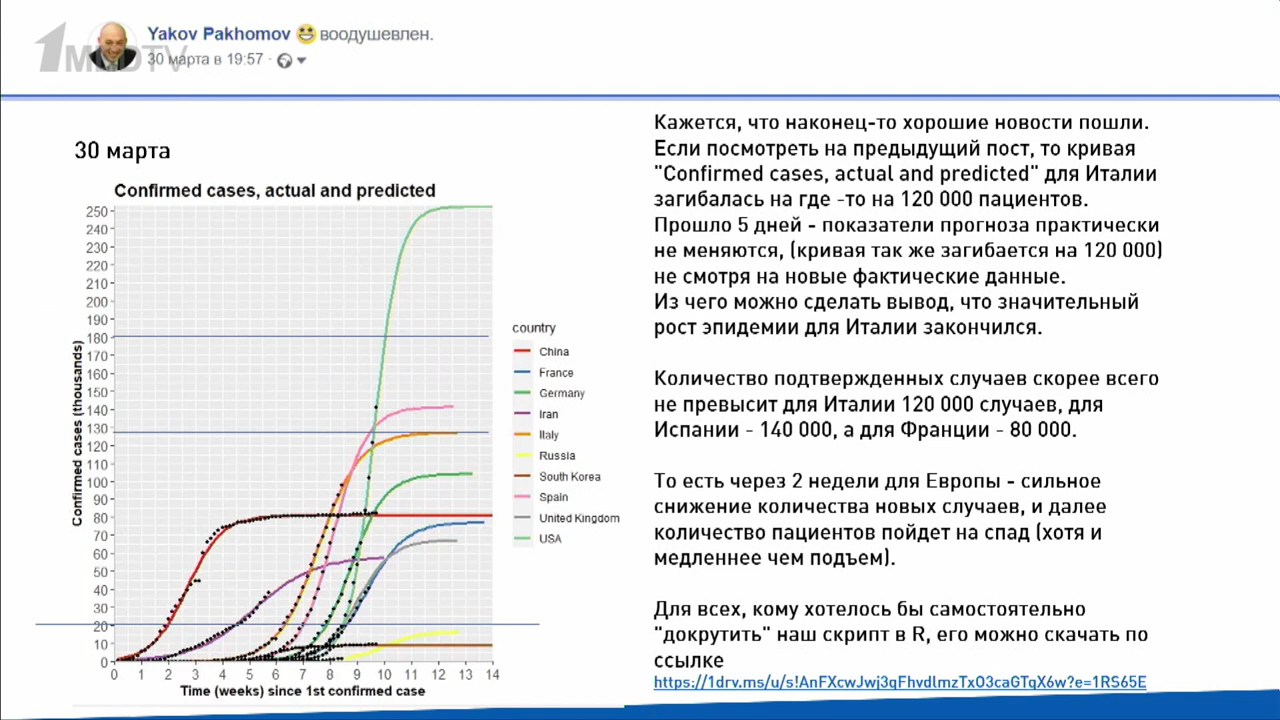 1MEDTV
Yakov Pakhomov воодушевлен.
30 марта в 19:57 ·
30 марта
Confirmed cases, actual and predicted
250
240
230
220
210
200
190
180
170
160
150
140
130
120
110
100
90
80
70
60
50
40
30
20
10
0
Confirmed cases (thousands)
0 1 2 3 4 5 6 7 8 9 10 11 12 13 14
Time (weeks) since 1st confirmed case
country
China
France
Germany
Iran
Italy
Russia
South Korea
Spain
United Kingdom
USA
Кажется, что наконец-то хорошие новости пошли.
Если посмотреть на предыдущий пост, то кривая
"Confirmed cases, actual and predicted" для Италии
загибалась на где -то на 120 000 пациентов.
Прошло 5 дней - показатели прогноза практически
не меняются, (кривая так же загибается на 120 000)
не смотря на новые фактические данные.
Из чего можно сделать вывод, что значительный
рост эпидемии для Италии закончился.
Количество подтвержденных случаев скорее всего
не превысит для Италии 120 000 случаев, для
Испании - 140 000, а для Франции - 80 000.
То есть через 2 недели для Европы - сильное
снижение количества новых случаев, и далее
количество пациентов пойдет на спад (хотя и
медленнее чем подъем).
Для всех, кому хотелось бы самостоятельно
"докрутить" наш скрипт в R, его можно скачать по
ссылке
https://1drv.ms/u/s!AnFXcwJwj3qFhvdlmzTxO3caGTqX6w?e=1RS65E